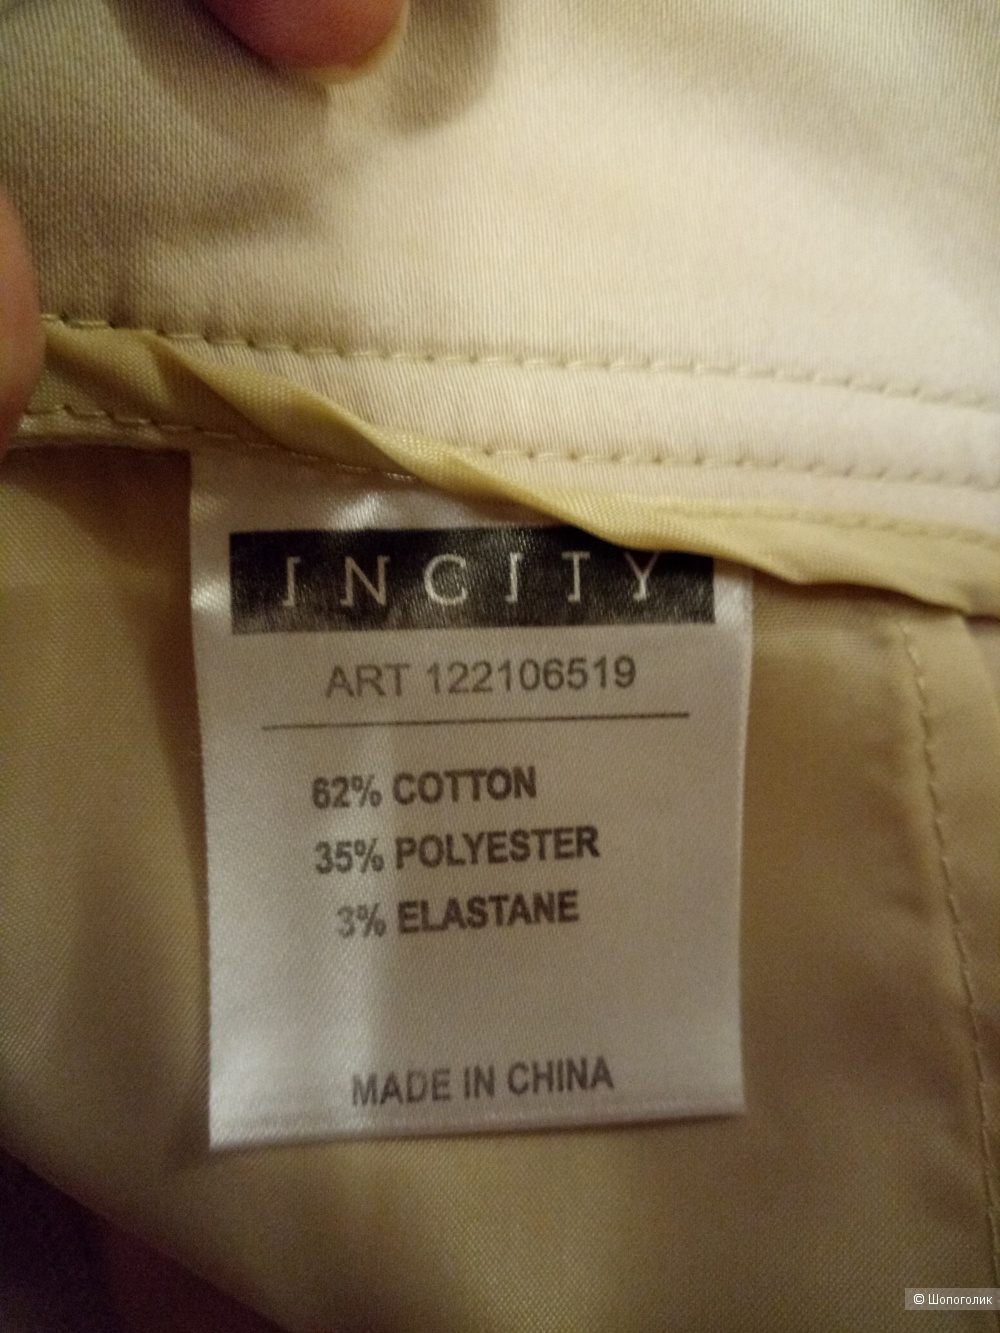 INCITY
ART 122106519
62% COTTON
35% POLYESTER
3% ELASTANE
MADE IN CHINA
© Шопоголик